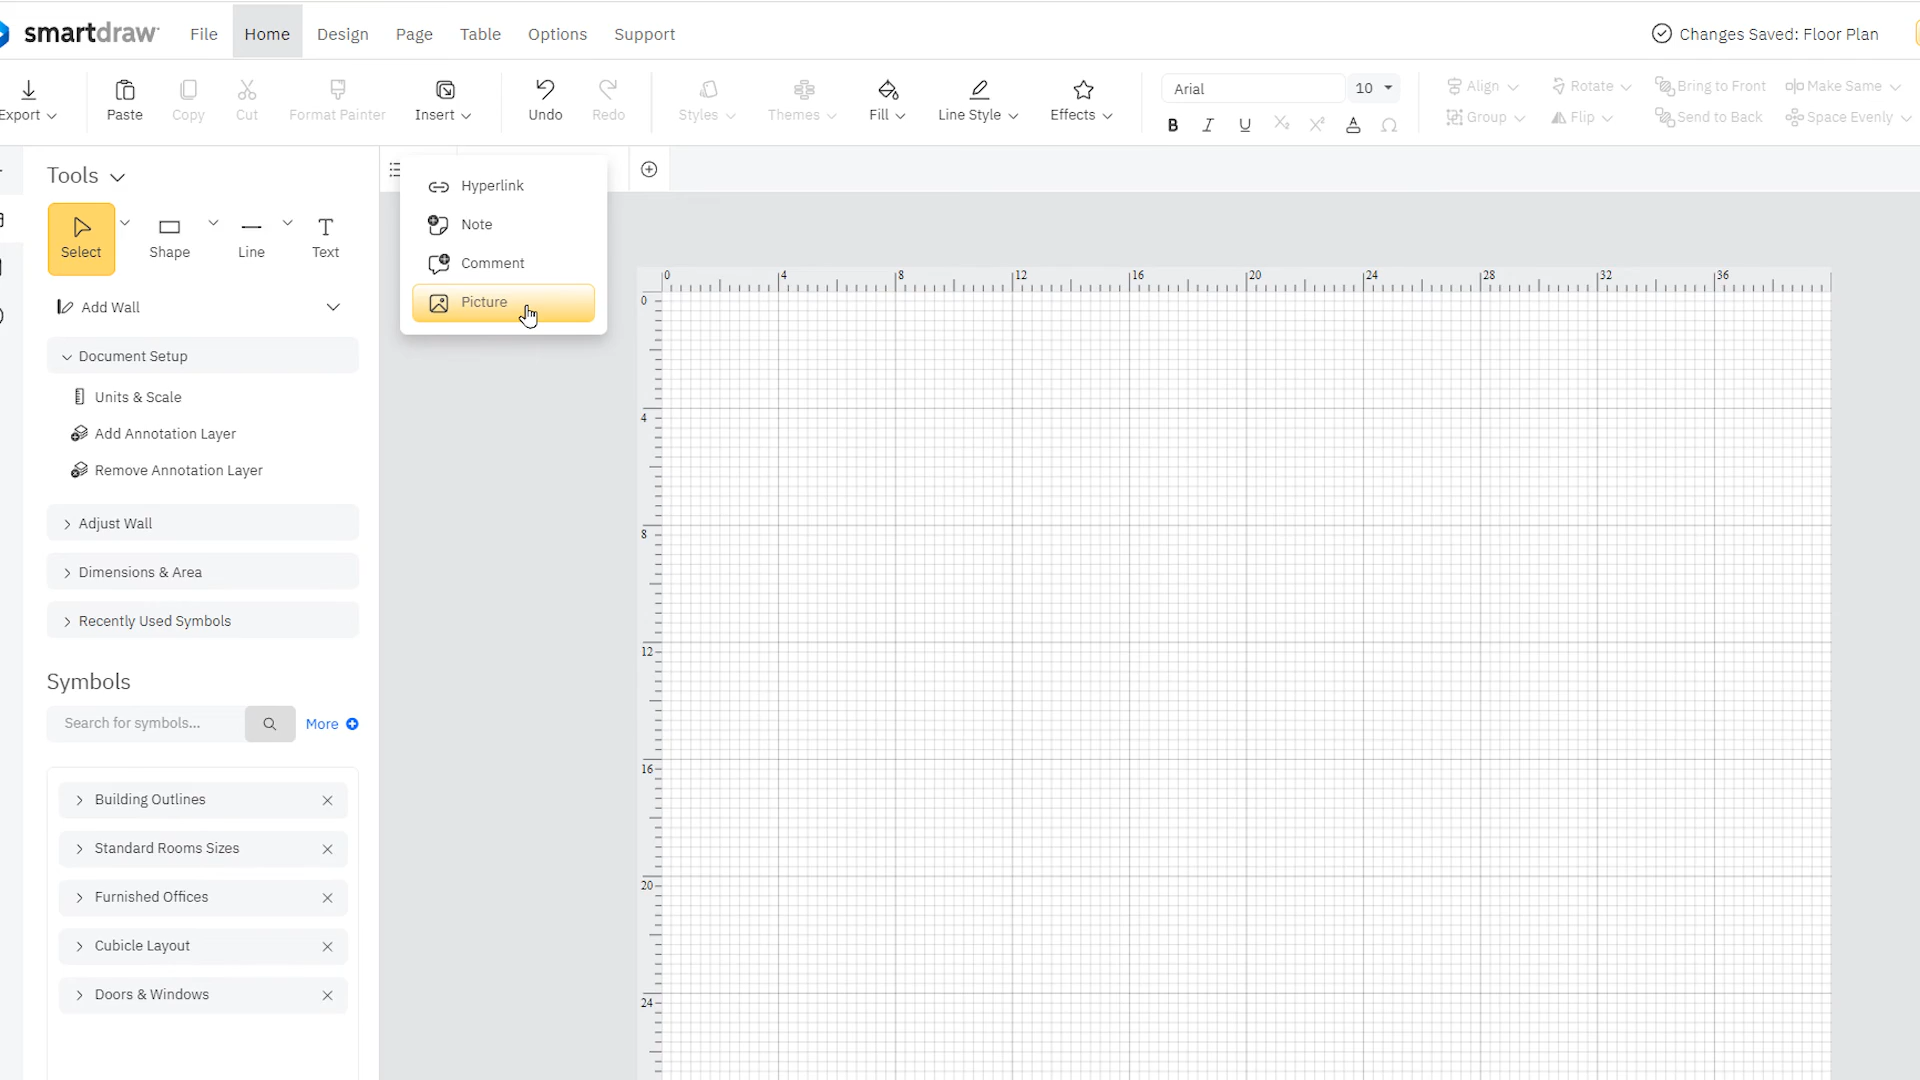 smartdraw
File Home Design Page Table Options Support
Changes Saved: Floor Plan
Export Paste Copy Cut Format Painter Insert Undo Redo Styles Themes Fill Line Style Effects
Arial 10
B I U X₂ X² A Ω
Align Rotate Bring to Front Make Same
Group Flip Send to Back Space Evenly
Tools
Select Shape Line Text
Add Wall
Document Setup
Units & Scale
Add Annotation Layer
Remove Annotation Layer
Adjust Wall
Dimensions & Area
Recently Used Symbols
Symbols
Search for symbols... More
Building Outlines
Standard Rooms Sizes
Furnished Offices
Cubicle Layout
Doors & Windows
Hyperlink
Note
Comment
Picture
0 4 8 12 16 20 24 28 32 36
0
4
8
12
16
20
24